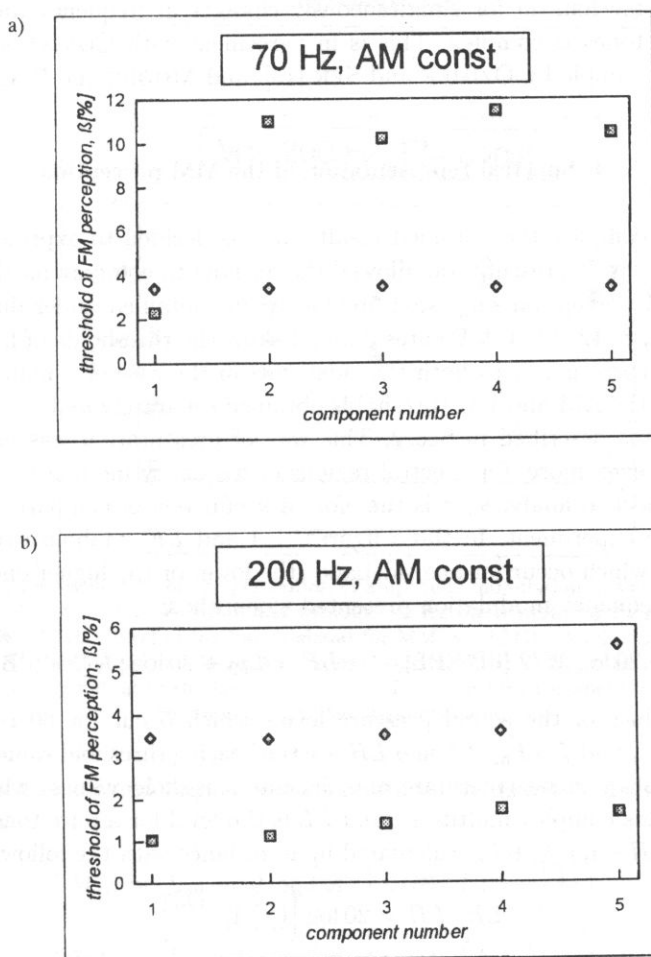 a)
70 Hz, AM const
threshold of FM perception, ß[%]
12
10
8
6
4
2
0
1 2 3 4 5
component number
b)
200 Hz, AM const
threshold of FM perception, ß[%]
6
5
4
3
2
1
0
1 2 3 4 5
component number